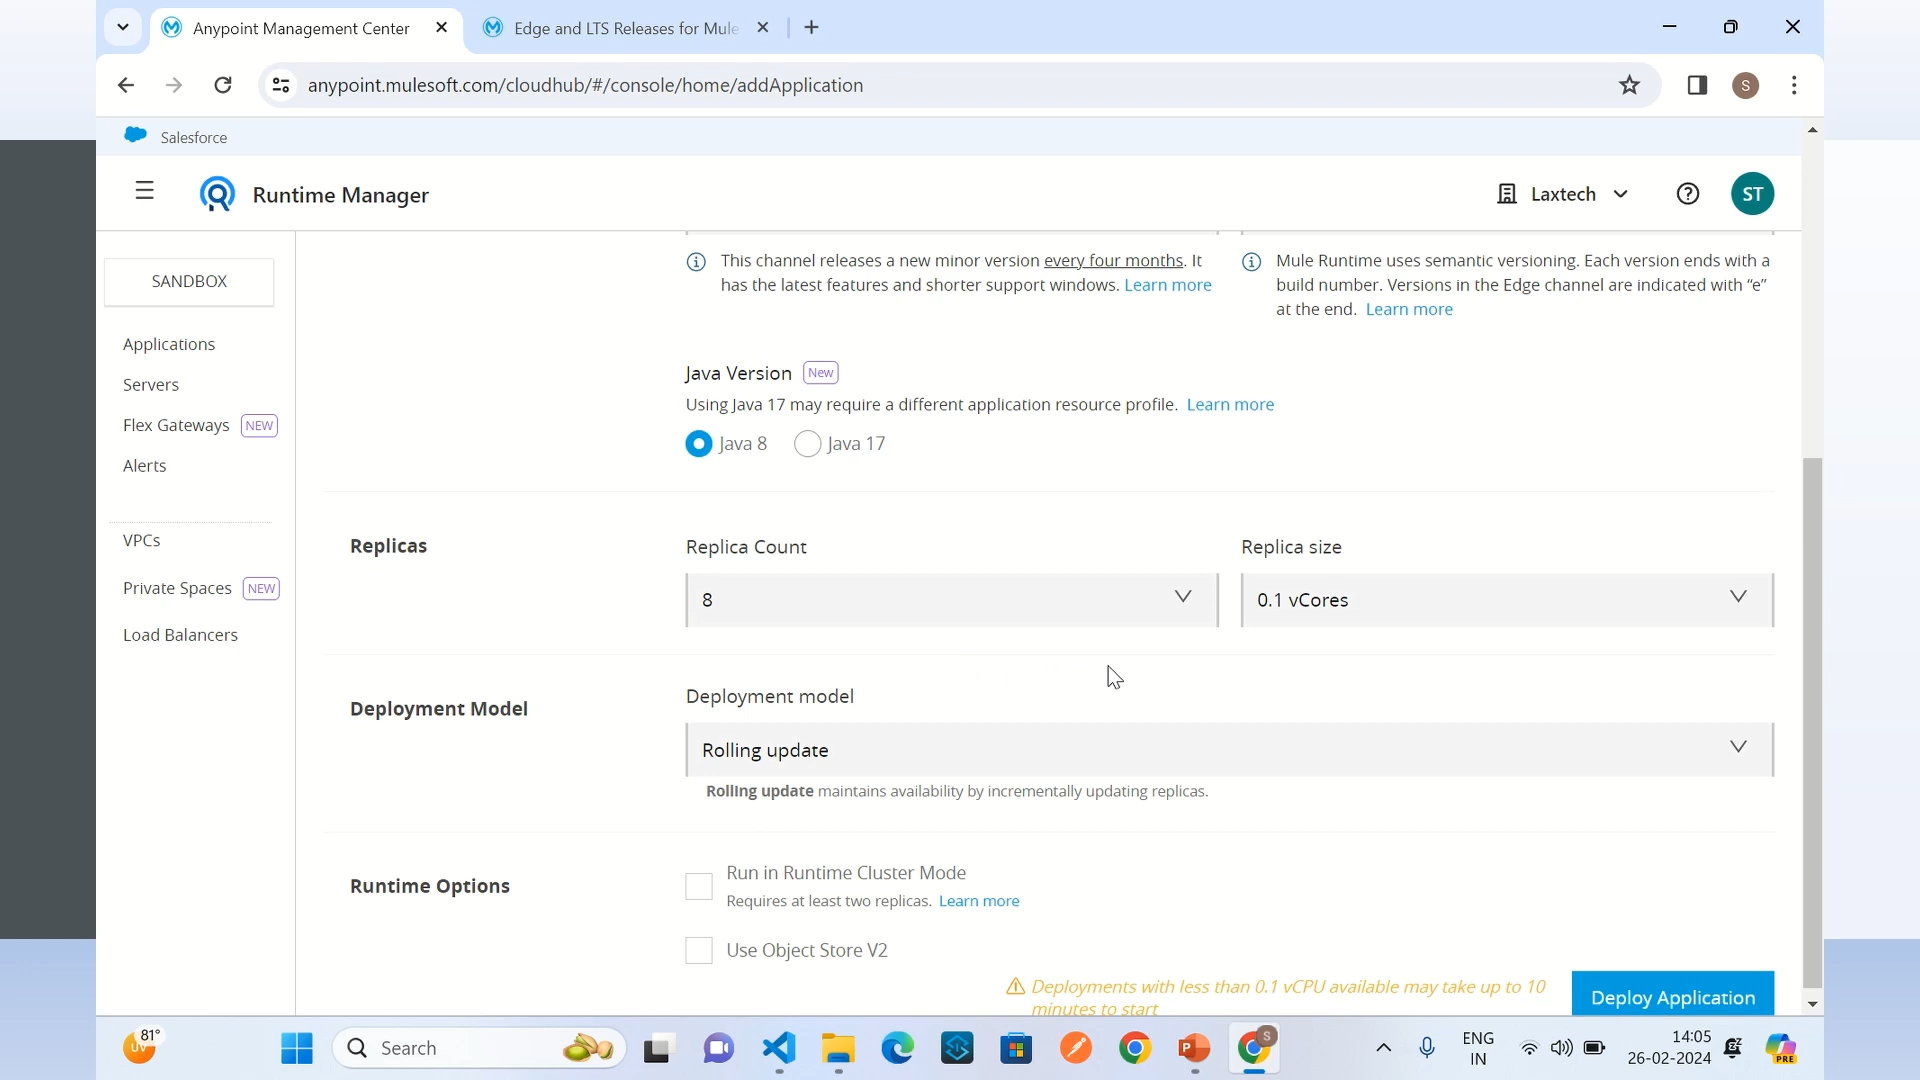 Anypoint Management Center
Edge and LTS Releases for Mule
anypoint.mulesoft.com/cloudhub/#/console/home/addApplication
S
Salesforce
Runtime Manager
Laxtech
ST
SANDBOX
Applications
Servers
Flex Gateways NEW
Alerts
VPCs
Private Spaces NEW
Load Balancers
This channel releases a new minor version every four months. It
has the latest features and shorter support windows. Learn more
Mule Runtime uses semantic versioning. Each version ends with a
build number. Versions in the Edge channel are indicated with “e”
at the end. Learn more
Java Version New
Using Java 17 may require a different application resource profile. Learn more
Java 8 Java 17
Replicas
Replica Count
8
Replica size
0.1 vCores
Deployment Model
Deployment model
Rolling update
Rolling update maintains availability by incrementally updating replicas.
Runtime Options
Run in Runtime Cluster Mode
Requires at least two replicas. Learn more
Use Object Store V2
Deployments with less than 0.1 vCPU available may take up to 10
minutes to start
Deploy Application
81°
UV
Search
S
ENG
IN
14:05
26-02-2024
PRE